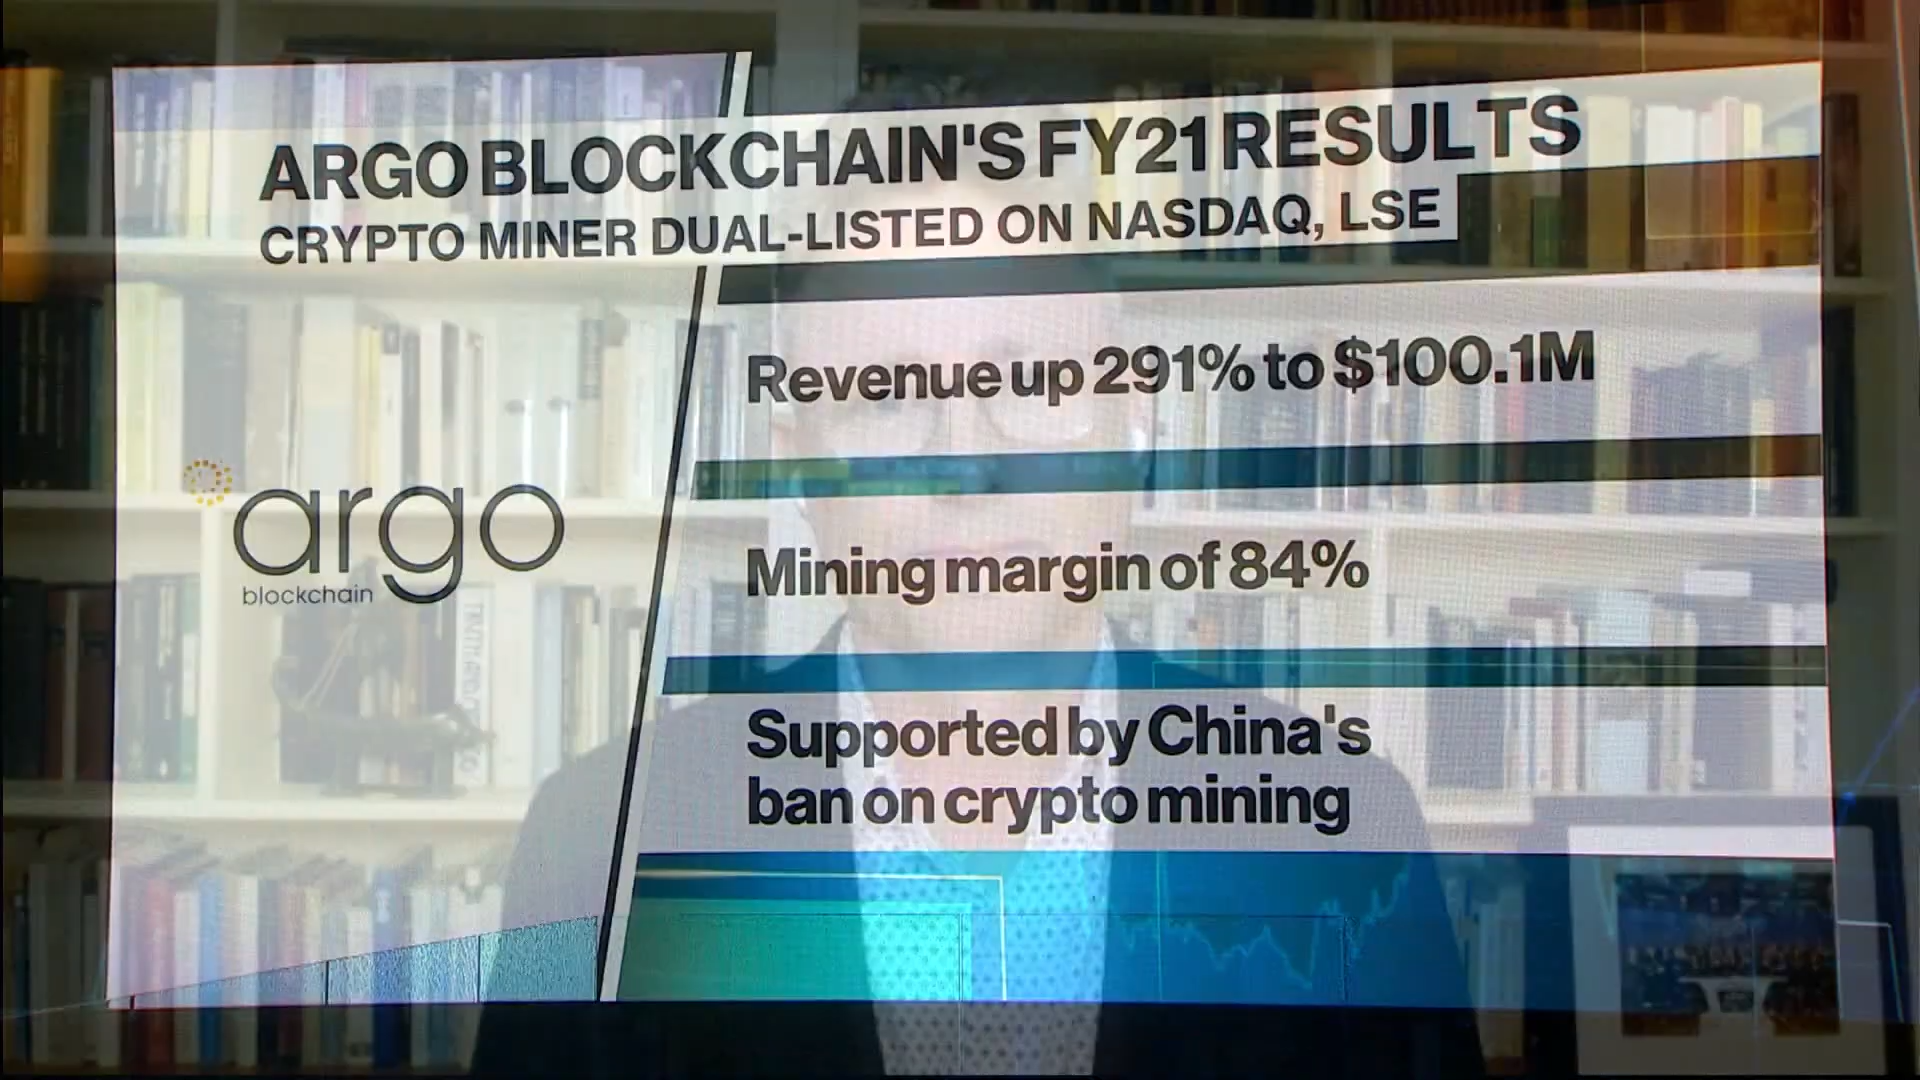 ARGO BLOCKCHAIN'S FY21 RESULTS
CRYPTO MINER DUAL-LISTED ON NASDAQ, LSE
argo
blockchain
Revenue up 291% to $100.1M
Mining margin of 84%
Supported by China's
ban on crypto mining